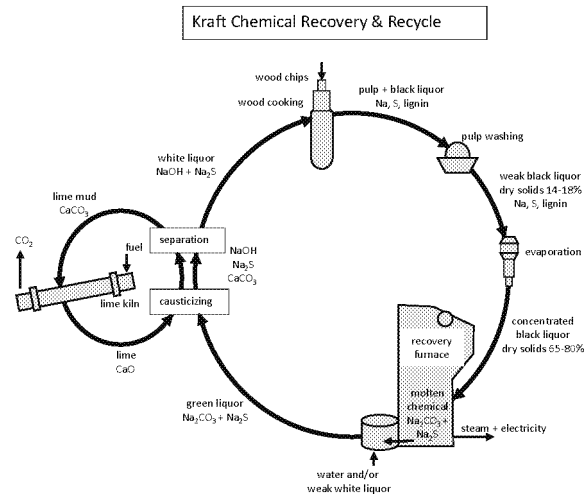 Kraft Chemical Recovery & Recycle
wood chips
wood cooking
pulp + black liquor
Na, S, lignin
pulp washing
white liquor
NaOH + Na₂S
weak black liquor
dry solids 14-18%
Na, S, lignin
lime mud
CaCO₃
CO₂
fuel
separation
NaOH
Na₂S
CaCO₃
evaporation
lime kiln
causticizing
concentrated
black liquor
dry solids 65-80%
recovery
furnace
lime
CaO
molten
chemical
Na₂CO₃ +
Na₂S
green liquor
Na₂CO₃ + Na₂S
steam + electricity
water and/or
weak white liquor